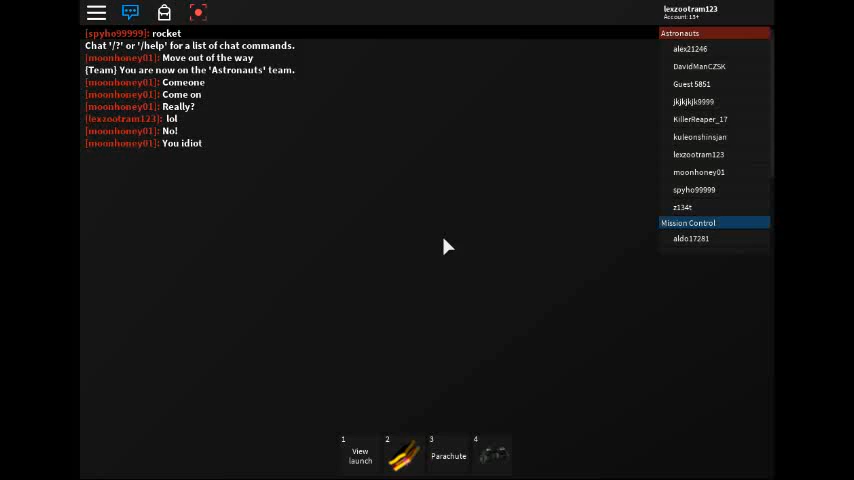 lexzootram123
Account: 13+
[spyho99999]: rocket
Chat '/?' or '/help' for a list of chat commands.
[moonhoney01]: Move out of the way
{Team} You are now on the 'Astronauts' team.
[moonhoney01]: Comeone
[moonhoney01]: Come on
[moonhoney01]: Really?
[lexzootram123]: lol
[moonhoney01]: No!
[moonhoney01]: You idiot
Astronauts
alex21246
DavidManCZSK
Guest 5851
jkjkjkjk9999
KillerReaper_17
kuleonshinsjan
lexzootram123
moonhoney01
spyho99999
z134t
Mission Control
aldo17281
1 View launch
2
3 Parachute
4